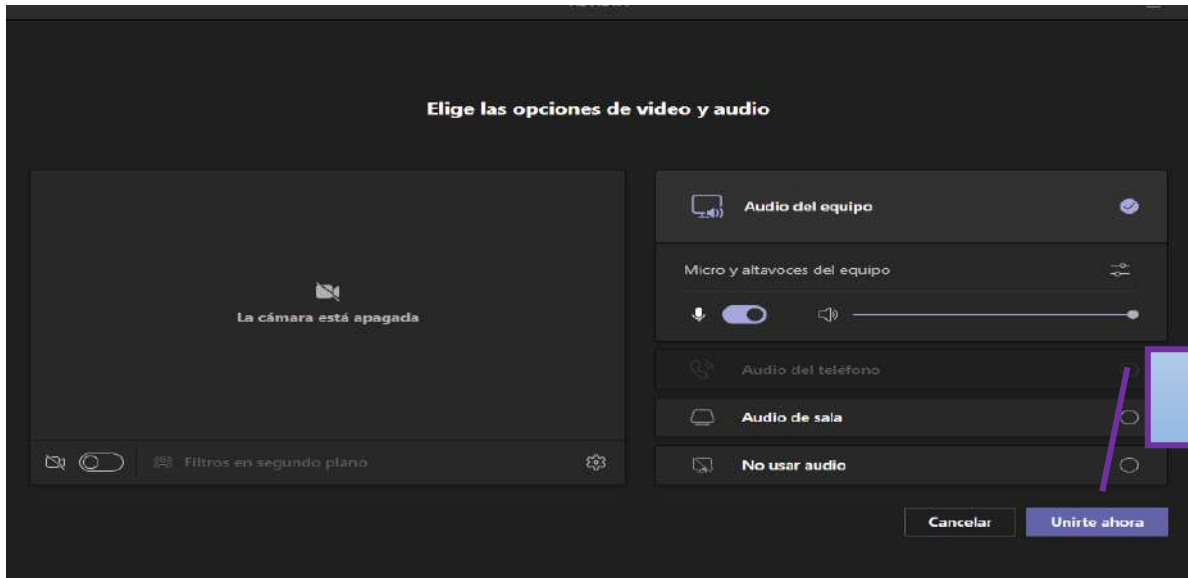 Elige las opciones de video y audio
Audio del equipo
Micro y altavoces del equipo
La cámara está apagada
Audio del teléfono
Audio de sala
Filtros en segundo plano
No usar audio
Cancelar
Unirte ahora